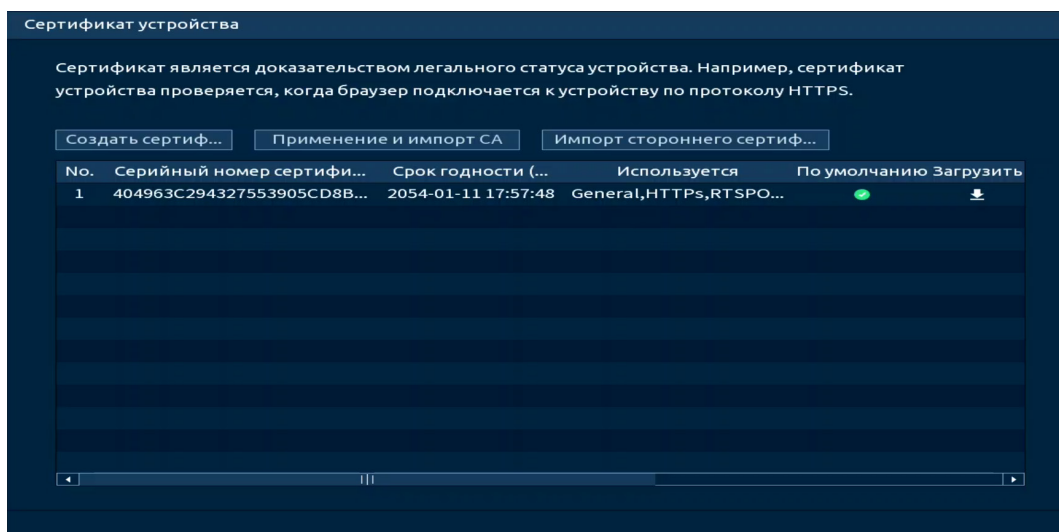 Сертификат устройства
Сертификат является доказательством легального статуса устройства. Например, сертификат
устройства проверяется, когда браузер подключается к устройству по протоколу HTTPS.
Создать сертиф... Применение и импорт СА Импорт стороннего сертиф...
No. Серийный номер сертифи... Срок годности (... Используется По умолчанию Загрузить
1 404963C294327553905CD8B... 2054-01-11 17:57:48 General,HTTPs,RTSPO...